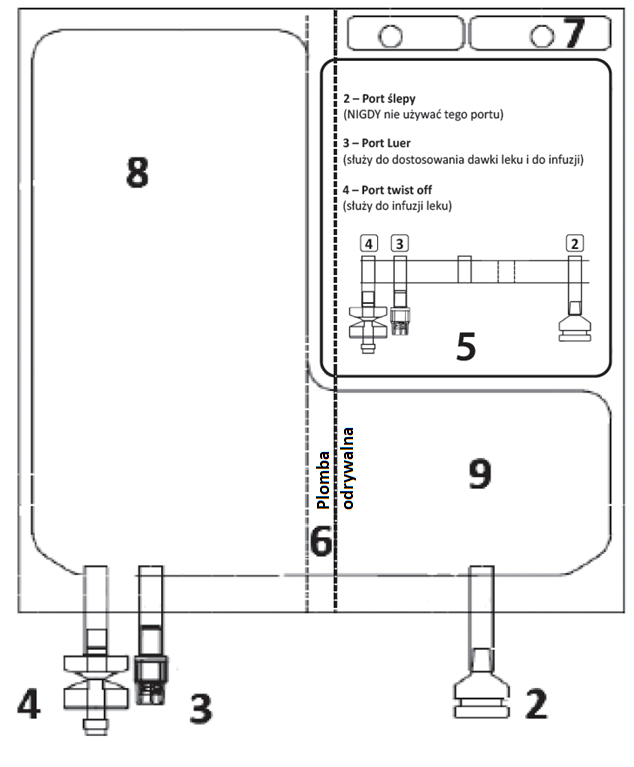 7
2 – Port ślepy
(NIGDY nie używać tego portu)
3 – Port Luer
(służy do dostosowania dawki leku i do infuzji)
4 – Port twist off
(służy do infuzji leku)
8
4 3 2
5
Plomba
odrywalna
9
6
4 3 2